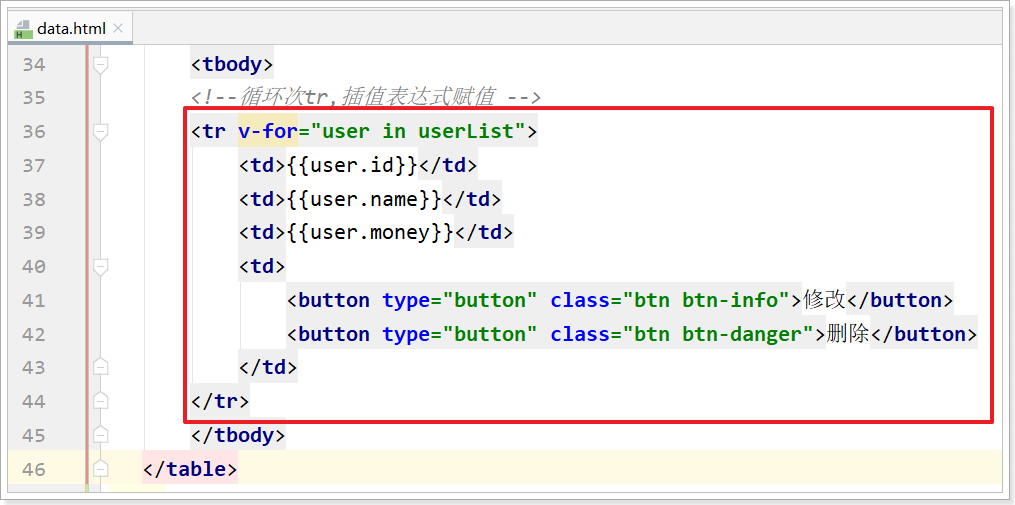 data.html
34 <tbody>
35 <!--循环次tr,插值表达式赋值 -->
36 <tr v-for="user in userList">
37 <td>{{user.id}}</td>
38 <td>{{user.name}}</td>
39 <td>{{user.money}}</td>
40 <td>
41 <button type="button" class="btn btn-info">修改</button>
42 <button type="button" class="btn btn-danger">删除</button>
43 </td>
44 </tr>
45 </tbody>
46 </table>